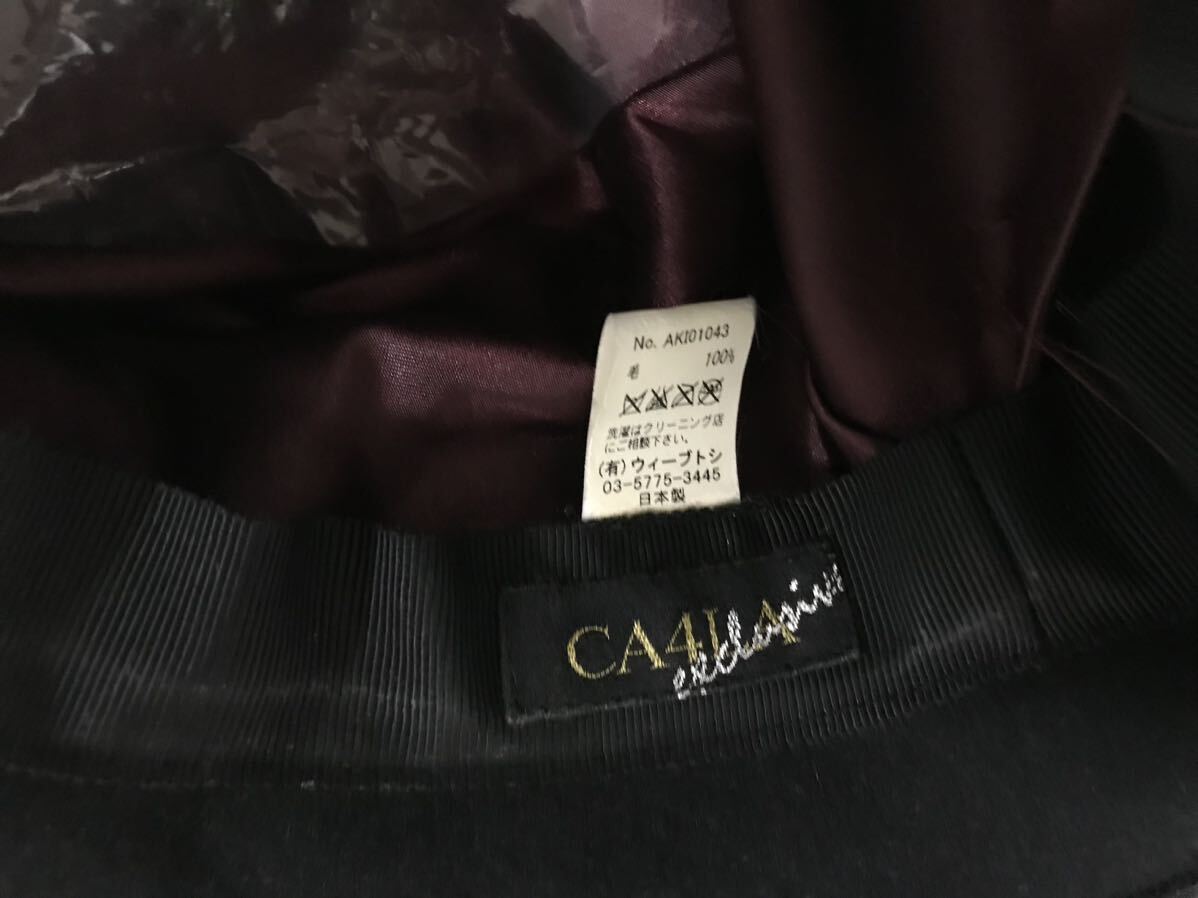 No. AKI01043
毛 100%
洗濯はクリーニング店
にご相談下さい。
(有)ウィーブトシ
03-5775-3445
日本製
CA4LA
exclusive